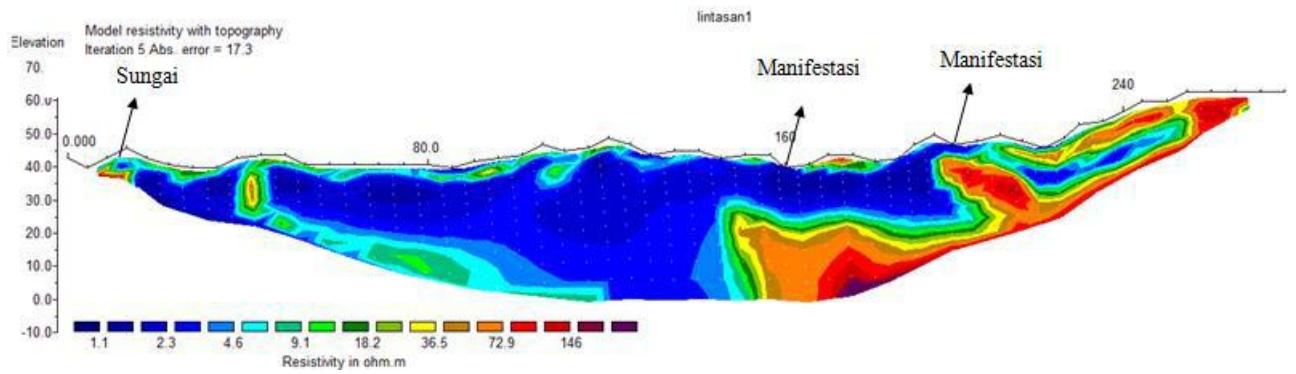 lintasan1
Model resistivity with topography
Elevation
Iteration 5 Abs. error = 17.3
70.
Sungai
Manifestasi
Manifestasi
240
60.0
50.0
0.000
80.0
160
40.0
30.0
20.0
10.0
0.0
-10.0
1.1 2.3 4.6 9.1 18.2 36.5 72.9 146
Resistivity in ohm.m